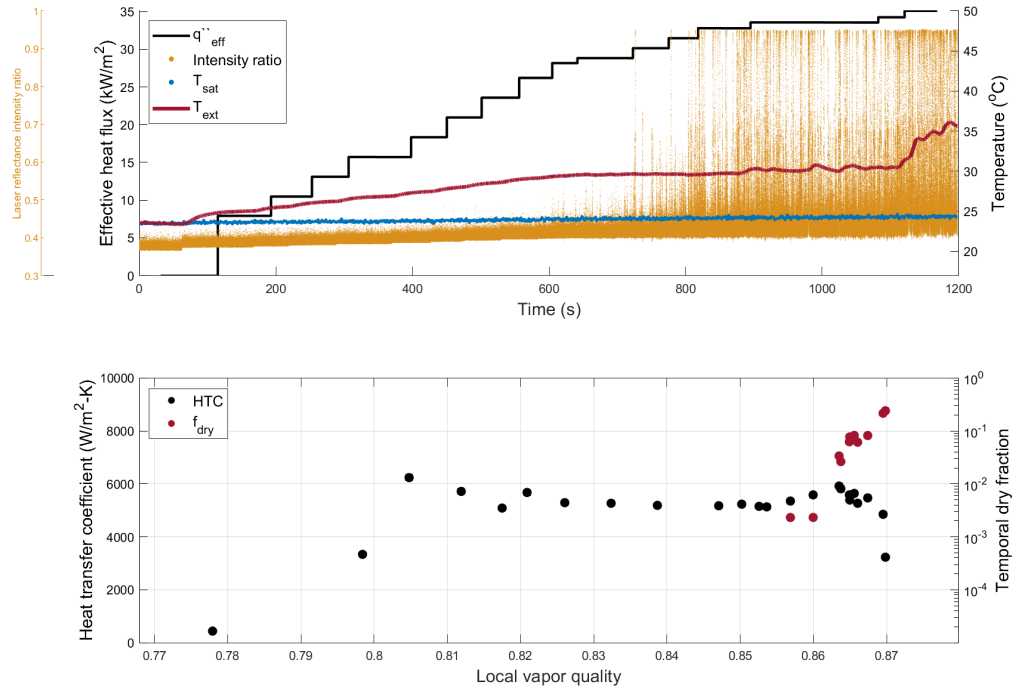 35
30
25
20
15
10
5
0
1
0.9
0.8
0.7
0.6
0.5
0.4
0.3
50
45
40
35
30
25
20
Laser reflectance intensity ratio
Effective heat flux (kW/m²)
Temperature (°C)
q``eff
Intensity ratio
Tsat
Text
0 200 400 600 800 1000 1200
Time (s)
10000
8000
6000
4000
2000
0
Heat transfer coefficient (W/m²-K)
HTC
fdry
10⁰
10⁻¹
10⁻²
10⁻³
10⁻⁴
Temporal dry fraction
0.77 0.78 0.79 0.8 0.81 0.82 0.83 0.84 0.85 0.86 0.87
Local vapor quality